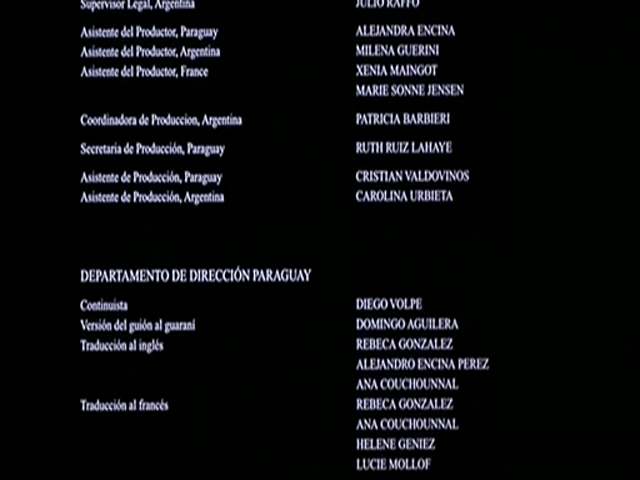 Supervisor Legal, Argentina JULIO RAFFO
Asistente del Productor, Paraguay ALEJANDRA ENCINA
Asistente del Productor, Argentina MILENA GUERINI
Asistente del Productor, France XENIA MAINGOT
MARIE SONNE JENSEN
Coordinadora de Produccion, Argentina PATRICIA BARBIERI
Secretaria de Producción, Paraguay RUTH RUIZ LAHAYE
Asistente de Producción, Paraguay CRISTIAN VALDOVINOS
Asistente de Producción, Argentina CAROLINA URBIETA
DEPARTAMENTO DE DIRECCIÓN PARAGUAY
Continuista DIEGO VOLPE
Versión del guión al guaraní DOMINGO AGUILERA
Traducción al inglés REBECA GONZALEZ
ALEJANDRO ENCINA PEREZ
ANA COUCHOUNNAL
Traducción al francés REBECA GONZALEZ
ANA COUCHOUNNAL
HELENE GENIEZ
LUCIE MOLLOF